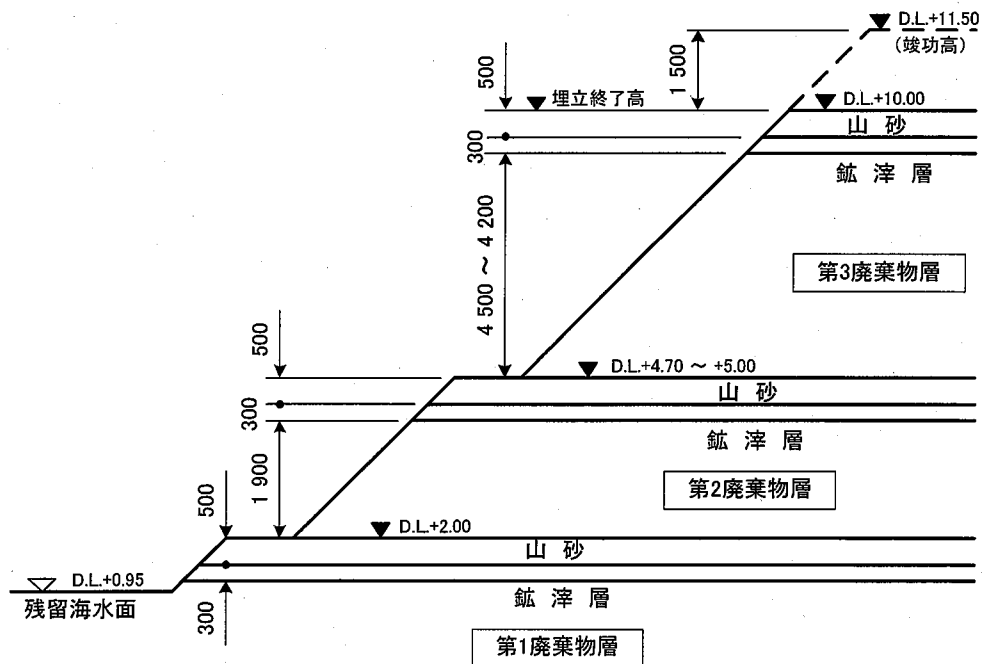 D.L.+11.50
(竣功高)
500
1 500
埋立終了高
D.L.+10.00
山 砂
300
鉱 滓 層
4 500 ~ 4 200
第3廃棄物層
500
D.L.+4.70 ~ +5.00
山 砂
300
鉱 滓 層
1 900
第2廃棄物層
500
D.L.+2.00
山 砂
D.L.+0.95
残留海水面
300
鉱 滓 層
第1廃棄物層